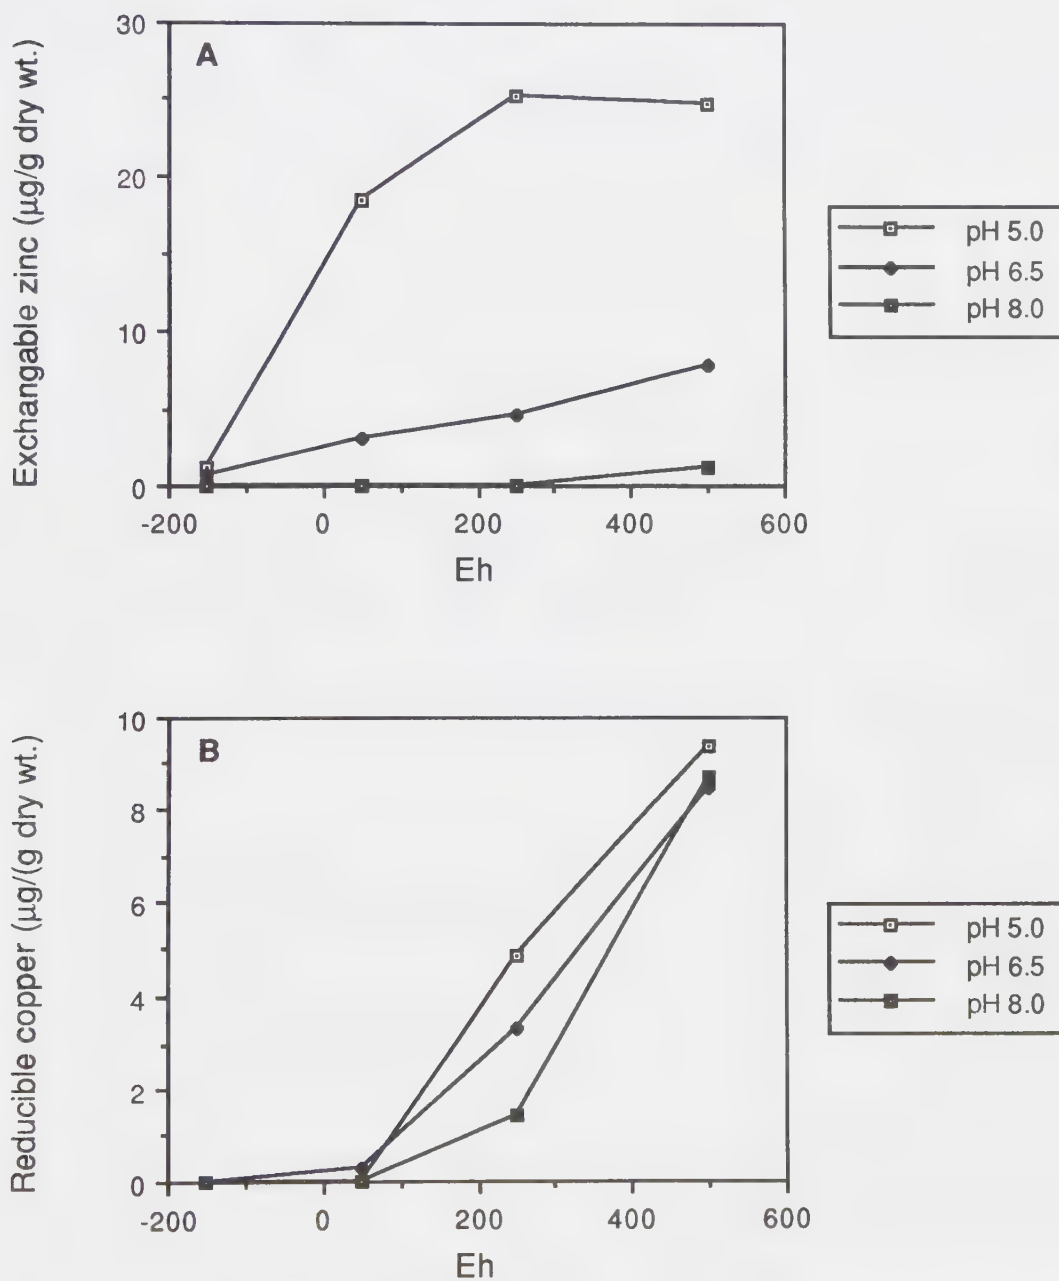 A
Exchangable zinc (µg/g dry wt.)
30
20
10
0
-200 0 200 400 600
Eh
pH 5.0
pH 6.5
pH 8.0
B
Reducible copper (µg/(g dry wt.)
10
8
6
4
2
0
-200 0 200 400 600
Eh
pH 5.0
pH 6.5
pH 8.0